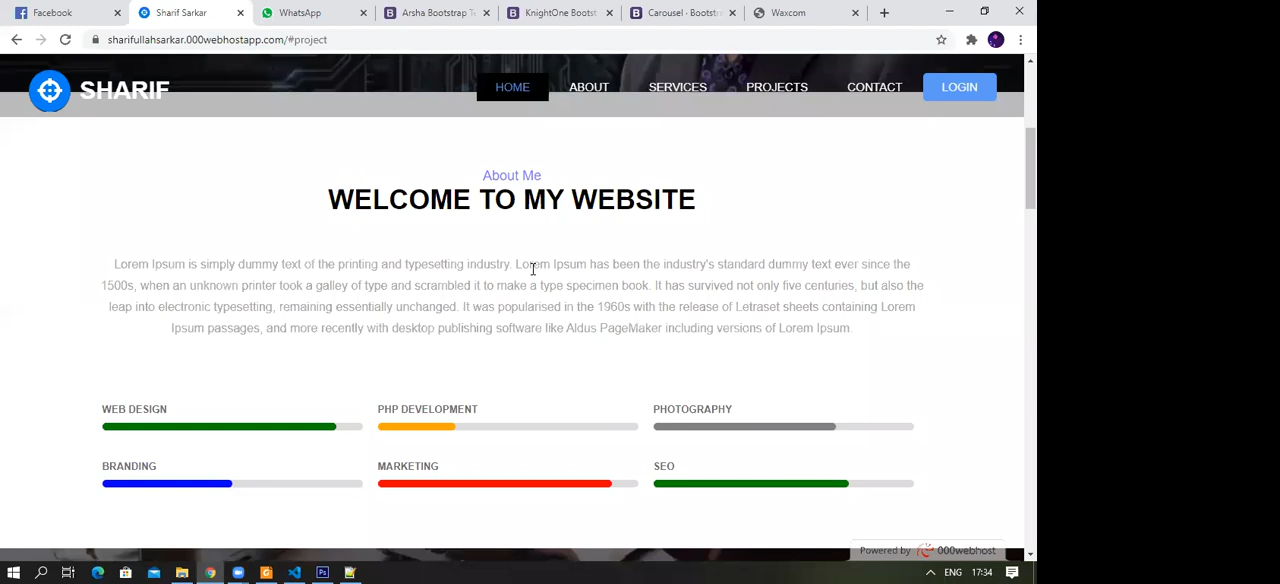 Facebook
Sharif Sarkar
WhatsApp
Arsha Bootstrap Te
KnightOne Bootst
Carousel · Bootstra
Waxcom
sharifullahsarkar.000webhostapp.com/#project
SHARIF
HOME
ABOUT
SERVICES
PROJECTS
CONTACT
LOGIN
About Me
WELCOME TO MY WEBSITE
Lorem Ipsum is simply dummy text of the printing and typesetting industry. Lorem Ipsum has been the industry's standard dummy text ever since the
1500s, when an unknown printer took a galley of type and scrambled it to make a type specimen book. It has survived not only five centuries, but also the
leap into electronic typesetting, remaining essentially unchanged. It was popularised in the 1960s with the release of Letraset sheets containing Lorem
Ipsum passages, and more recently with desktop publishing software like Aldus PageMaker including versions of Lorem Ipsum.
WEB DESIGN
PHP DEVELOPMENT
PHOTOGRAPHY
BRANDING
MARKETING
SEO
Powered by 000webhost
ENG 17:34